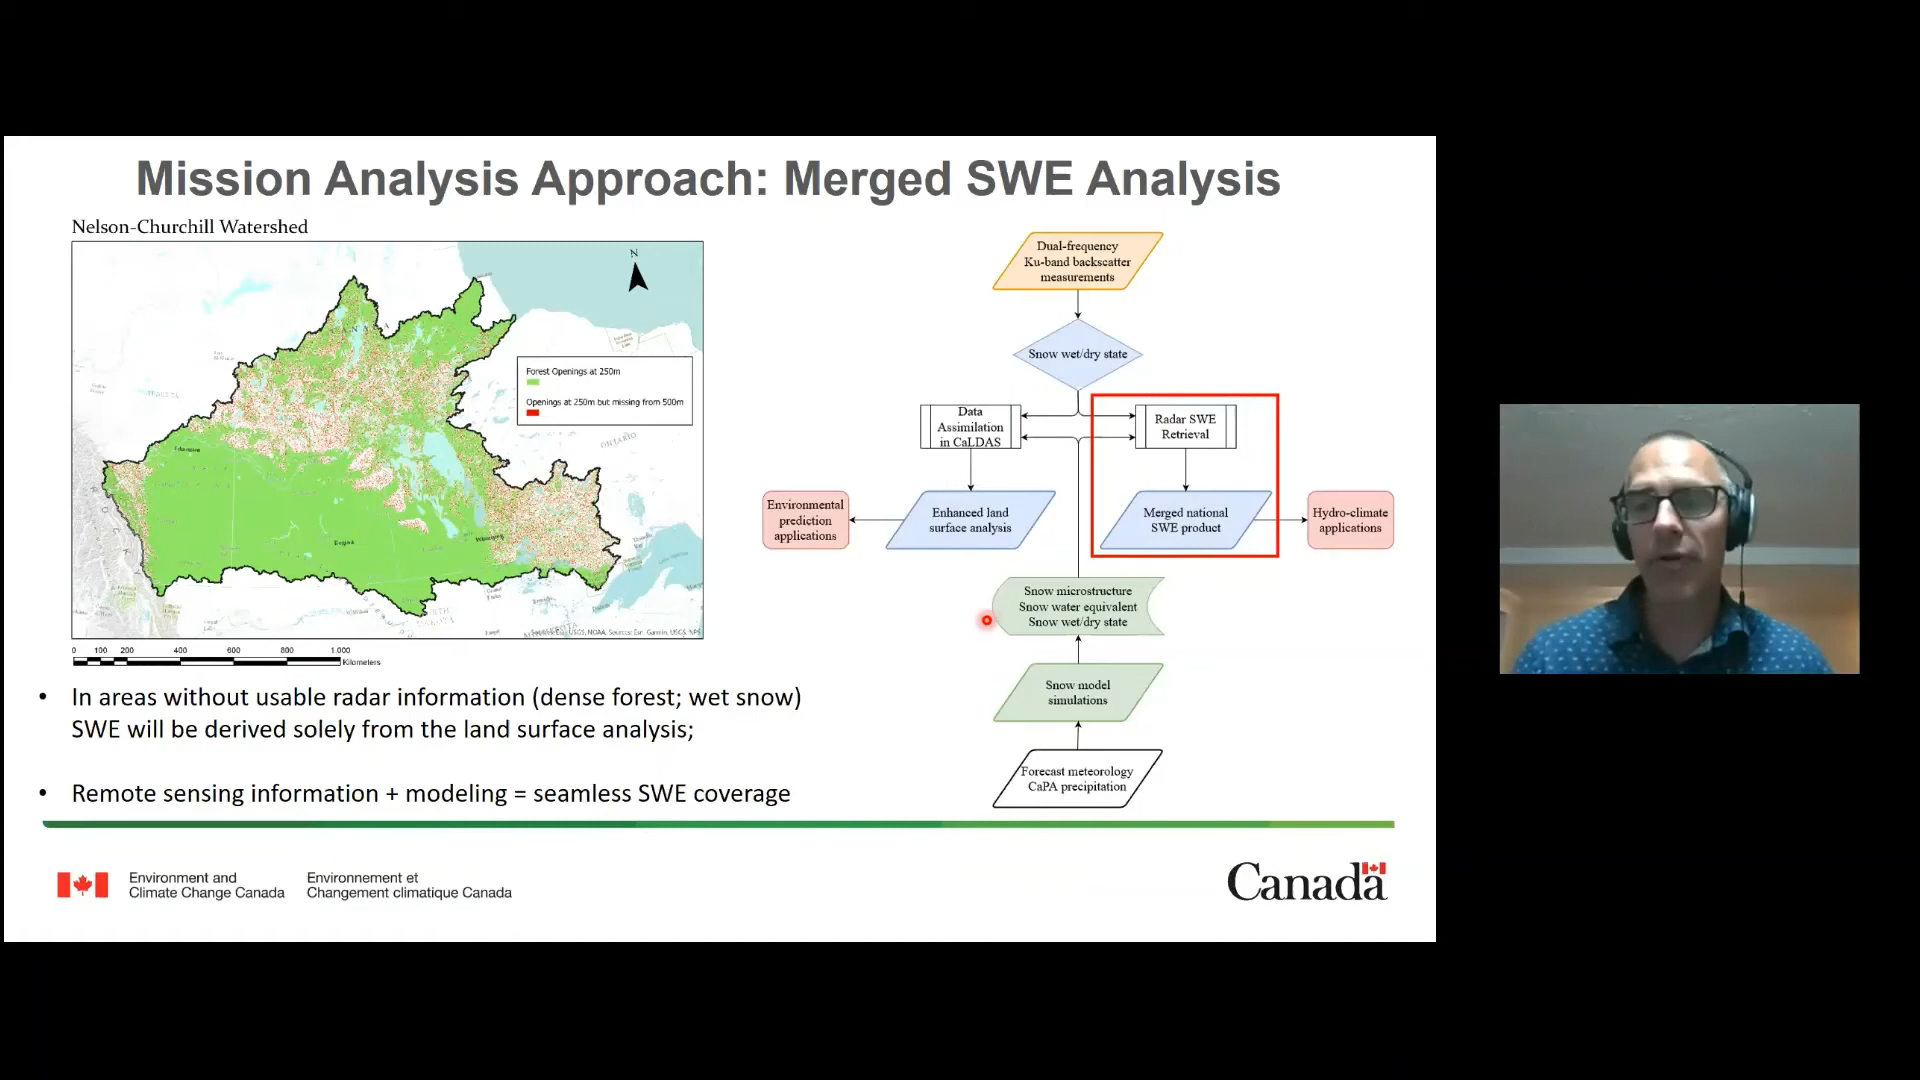 Mission Analysis Approach: Merged SWE Analysis
Nelson-Churchill Watershed
N
Forest Openings at 250m
Openings at 250m but missing from 500m
ONTARIO
Regina
Winnipeg
0 100 200 400 600 800 1,000
Kilometers
In areas without usable radar information (dense forest; wet snow)
SWE will be derived solely from the land surface analysis;
Remote sensing information + modeling = seamless SWE coverage
Dual-frequency
Ku-band backscatter
measurements
Snow wet/dry state
Data
Assimilation
in CaLDAS
Radar SWE
Retrieval
Environmental
prediction
applications
Enhanced land
surface analysis
Merged national
SWE product
Hydro-climate
applications
Snow microstructure
Snow water equivalent
Snow wet/dry state
Snow model
simulations
Forecast meteorology
CaPA precipitation
Environment and
Climate Change Canada
Environnement et
Changement climatique Canada
Canada